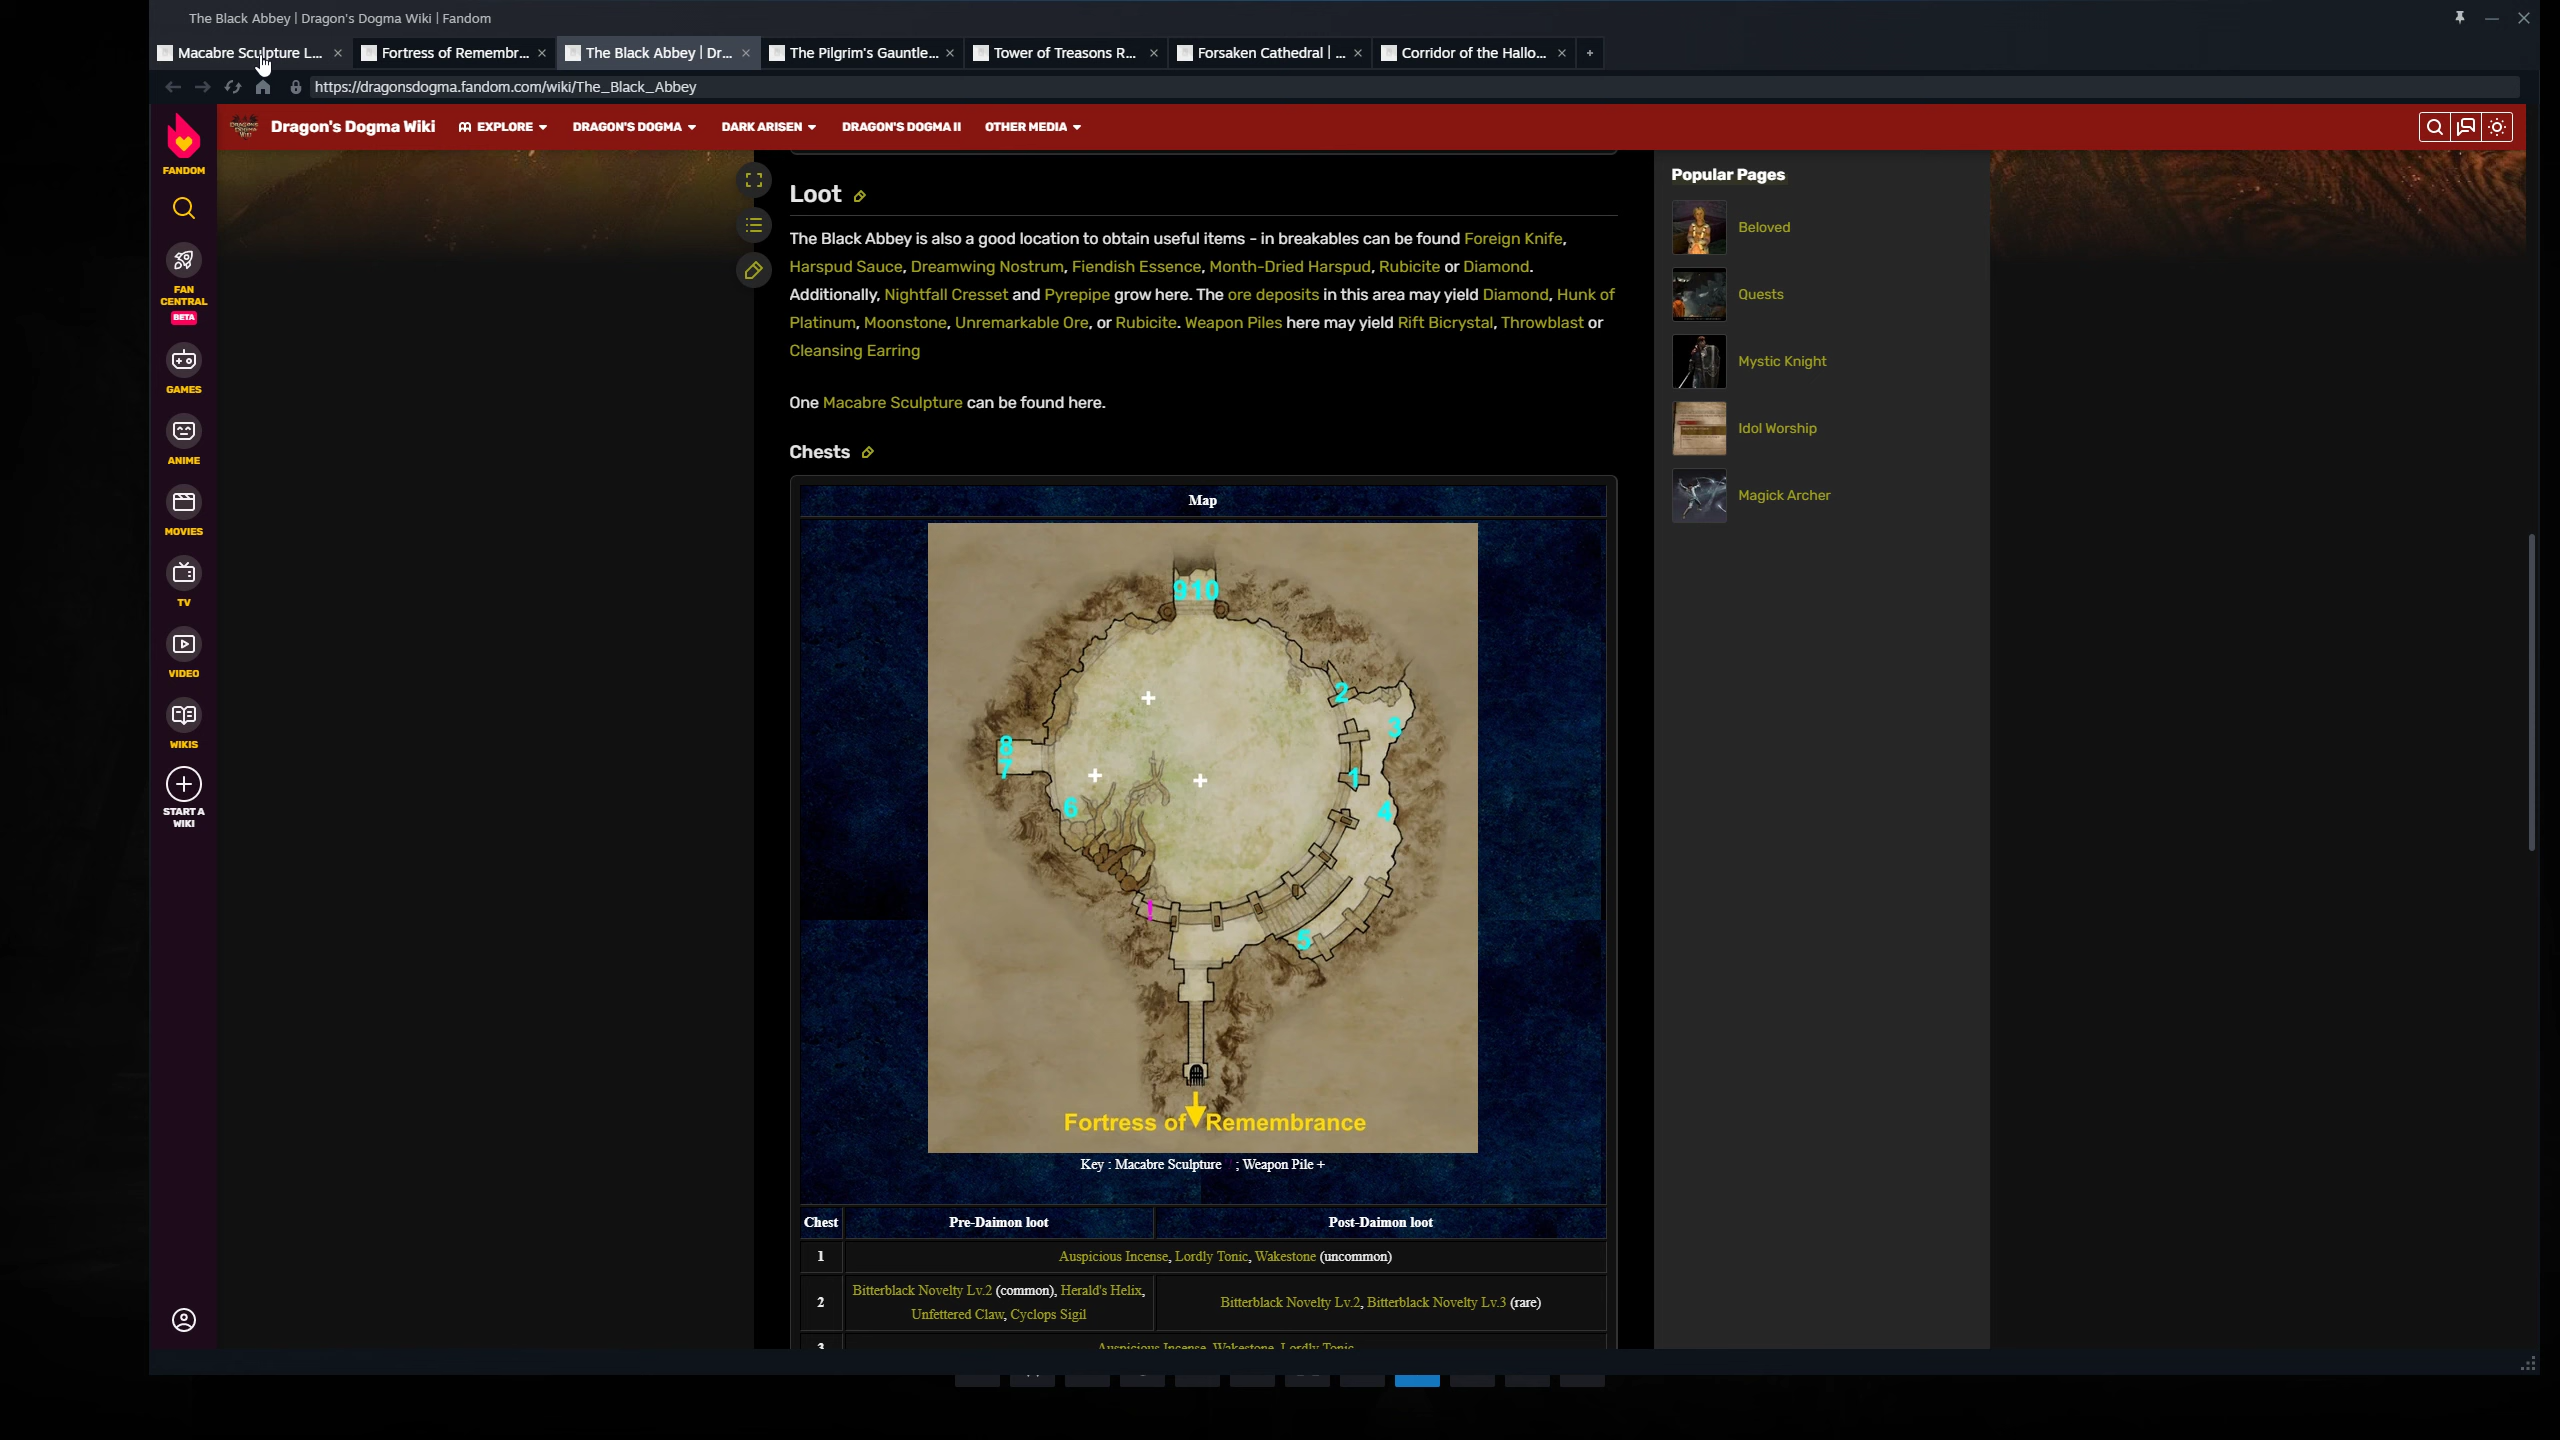 The Black Abbey | Dragon's Dogma Wiki | Fandom
Macabre Sculpture L...
Fortress of Remembr...
The Black Abbey | Dr...
The Pilgrim's Gauntle...
Tower of Treasons R...
Forsaken Cathedral | ...
Corridor of the Hallo...
https://dragonsdogma.fandom.com/wiki/The_Black_Abbey
FANDOM
Dragon's Dogma Wiki
EXPLORE
DRAGON'S DOGMA
DARK ARISEN
DRAGON'S DOGMA II
OTHER MEDIA
FAN CENTRAL
BETA
GAMES
ANIME
MOVIES
TV
VIDEO
WIKIS
START A WIKI
Loot
The Black Abbey is also a good location to obtain useful items - in breakables can be found Foreign Knife,
Harspud Sauce, Dreamwing Nostrum, Fiendish Essence, Month-Dried Harspud, Rubicite or Diamond.
Additionally, Nightfall Cresset and Pyrepipe grow here. The ore deposits in this area may yield Diamond, Hunk of
Platinum, Moonstone, Unremarkable Ore, or Rubicite. Weapon Piles here may yield Rift Bicrystal, Throwblast or
Cleansing Earring
One Macabre Sculpture can be found here.
Chests
Map
9 10
2
3
8
7
1
6
4
!
5
Fortress of Remembrance
Key : Macabre Sculpture ; Weapon Pile +
Chest Pre-Daimon loot Post-Daimon loot
1 Auspicious Incense, Lordly Tonic, Wakestone (uncommon)
2 Bitterblack Novelty Lv.2 (common), Herald's Helix,
Unfettered Claw, Cyclops Sigil
Bitterblack Novelty Lv.2, Bitterblack Novelty Lv.3 (rare)
3 Auspicious Incense, Wakestone, Lordly Tonic
Popular Pages
Beloved
Quests
Mystic Knight
Idol Worship
Magick Archer